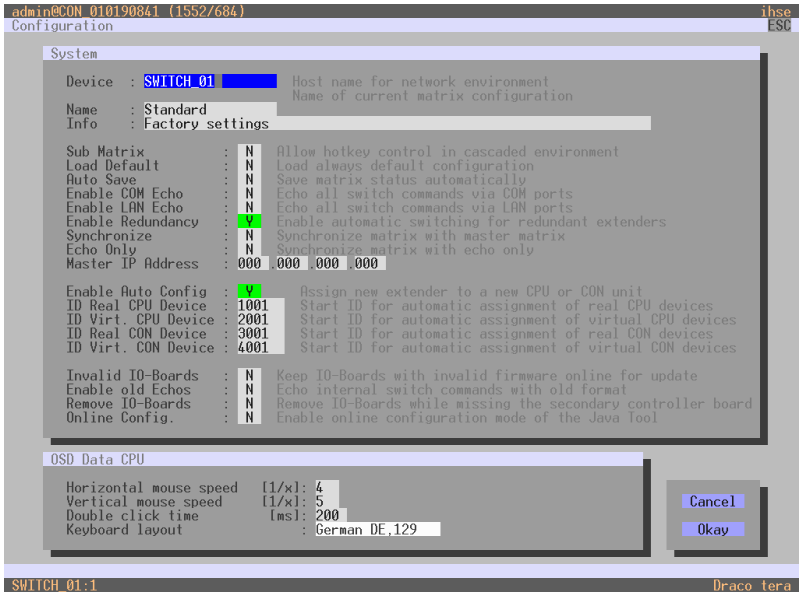 admin@CON_010190841 (1552/684) ihse
Configuration ESC
System
Device : SWITCH_01 Host name for network environment
Name of current matrix configuration
Name : Standard
Info : Factory settings
Sub Matrix : N Allow hotkey control in cascaded environment
Load Default : N Load always default configuration
Auto Save : N Save matrix status automatically
Enable COM Echo : N Echo all switch commands via COM ports
Enable LAN Echo : N Echo all switch commands via LAN ports
Enable Redundancy : Y Enable automatic switching for redundant extenders
Synchronize : N Synchronize matrix with master matrix
Echo Only : N Synchronize matrix with echo only
Master IP Address : 000 .000 .000 .000
Enable Auto Config : Y Assign new extender to a new CPU or CON unit
ID Real CPU Device : 1001 Start ID for automatic assignment of real CPU devices
ID Virt. CPU Device : 2001 Start ID for automatic assignment of virtual CPU devices
ID Real CON Device : 3001 Start ID for automatic assignment of real CON devices
ID Virt. CON Device : 4001 Start ID for automatic assignment of virtual CON devices
Invalid IO-Boards : N Keep IO-Boards with invalid firmware online for update
Enable old Echos : N Echo internal switch commands with old format
Remove IO-Boards : N Remove IO-Boards while missing the secondary controller board
Online Config. : N Enable online configuration mode of the Java Tool
OSD Data CPU
Horizontal mouse speed [1/x]: 4
Vertical mouse speed [1/x]: 5
Double click time [ms]: 200
Keyboard layout : German DE,129
Cancel
Okay
SWITCH_01:1 Draco tera